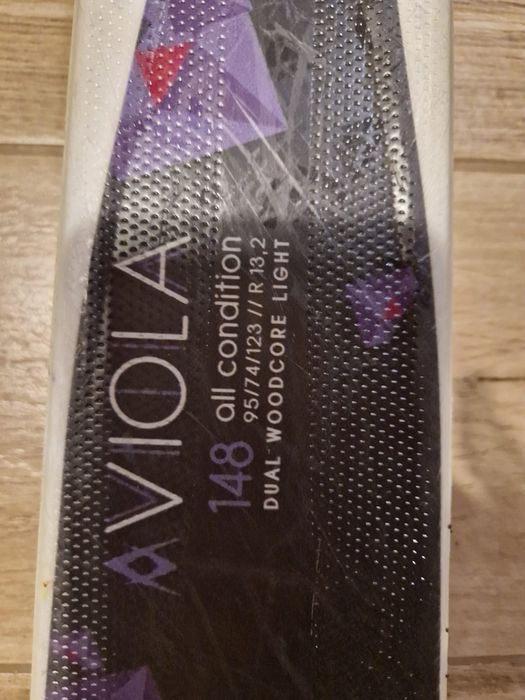 VIOLA
148 all condition
95/74/123 // R 13,2
DUAL WOODCORE LIGHT